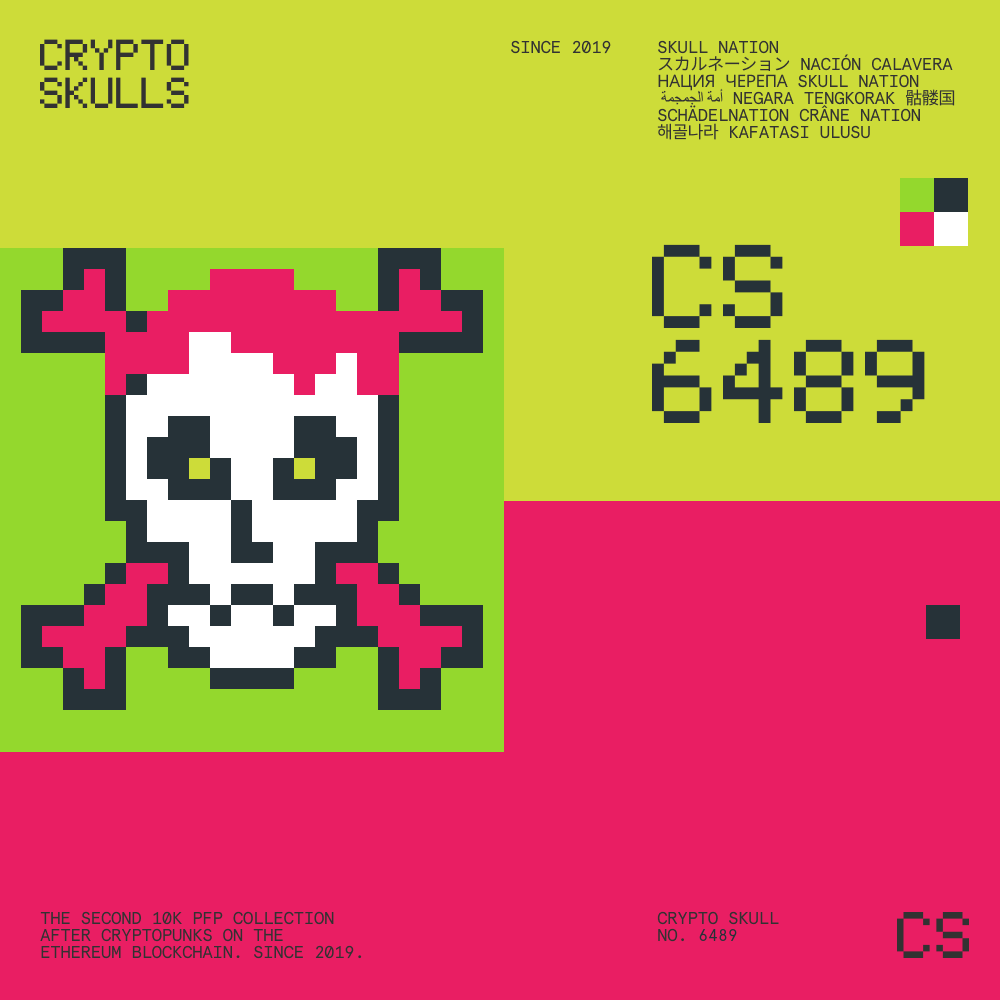 CRYPTO
SKULLS
SINCE 2019
SKULL NATION
スカルネーション NACIÓN CALAVERA
НАЦИЯ ЧЕРЕПА SKULL NATION
أمة الجمجمة NEGARA TENGKORAK 骷髅国
SCHÄDELNATION CRÂNE NATION
해골나라 KAFATASI ULUSU
CS
6489
THE SECOND 10K PFP COLLECTION
AFTER CRYPTOPUNKS ON THE
ETHEREUM BLOCKCHAIN. SINCE 2019.
CRYPTO SKULL
NO. 6489
CS